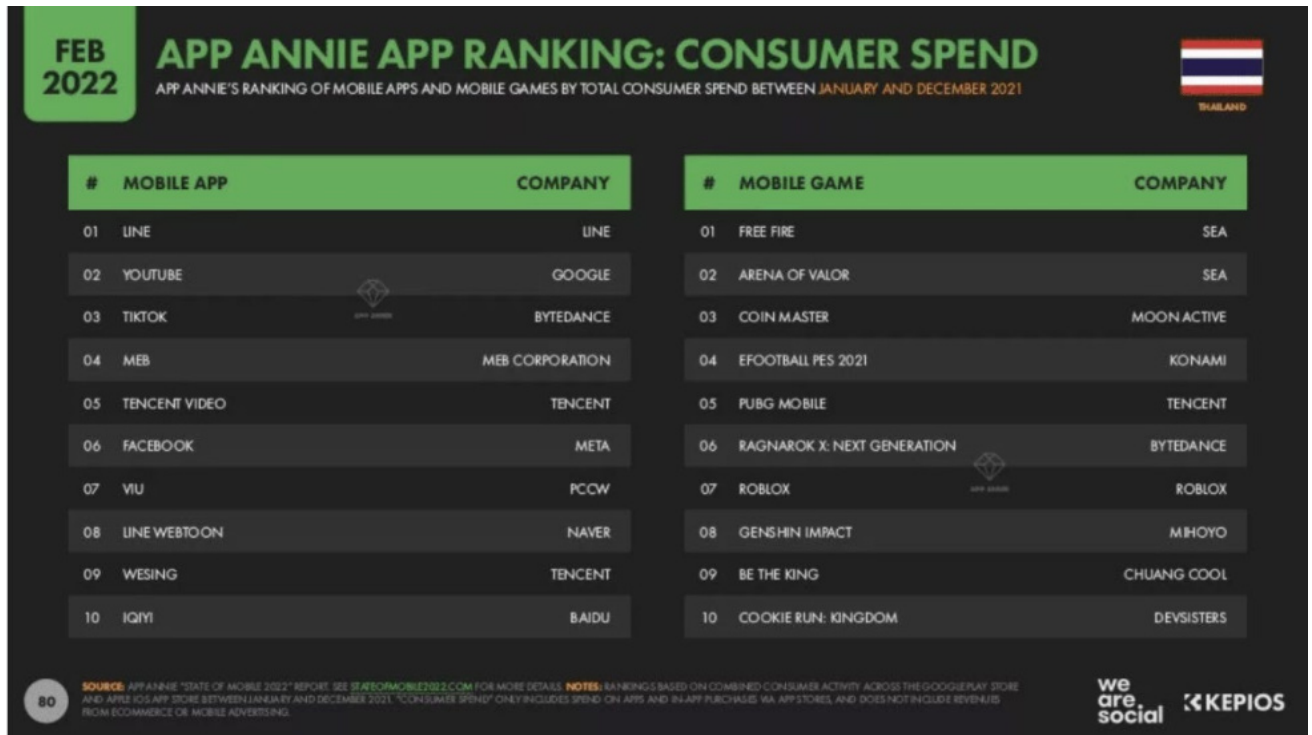 FEB
2022
APP ANNIE APP RANKING: CONSUMER SPEND
APP ANNIE'S RANKING OF MOBILE APPS AND MOBILE GAMES BY TOTAL CONSUMER SPEND BETWEEN JANUARY AND DECEMBER 2021
THAILAND
# MOBILE APP COMPANY
01 LINE LINE
02 YOUTUBE GOOGLE
03 TIKTOK BYTEDANCE
04 MEB MEB CORPORATION
05 TENCENT VIDEO TENCENT
06 FACEBOOK META
07 VIU PCCW
08 LINE WEBTOON NAVER
09 WESING TENCENT
10 IQIYI BAIDU
APP ANNIE
# MOBILE GAME COMPANY
01 FREE FIRE SEA
02 ARENA OF VALOR SEA
03 COIN MASTER MOON ACTIVE
04 EFOOTBALL PES 2021 KONAMI
05 PUBG MOBILE TENCENT
06 RAGNAROK X: NEXT GENERATION BYTEDANCE
07 ROBLOX ROBLOX
08 GENSHIN IMPACT MIHOYO
09 BE THE KING CHUANG COOL
10 COOKIE RUN: KINGDOM DEVSISTERS
APP ANNIE
80
SOURCE: APP ANNIE "STATE OF MOBILE 2022" REPORT. SEE STATEOFMOBILE2022.COM FOR MORE DETAILS. NOTES: RANKINGS BASED ON COMBINED CONSUMER ACTIVITY ACROSS THE GOOGLE PLAY STORE
AND APPLE IOS APP STORE BETWEEN JANUARY AND DECEMBER 2021. "CONSUMER SPEND" ONLY INCLUDES SPEND ON APPS AND IN-APP PURCHASES VIA APP STORES, AND DOES NOT INCLUDE REVENUES
FROM ECOMMERCE OR MOBILE ADVERTISING.
we
are.
social
KEPIOS